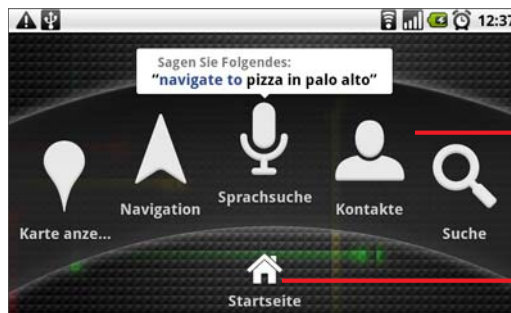 12:37
Sagen Sie Folgendes:
“navigate to pizza in palo alto”
Karte anze...
Navigation
Sprachsuche
Kontakte
Suche
Startseite